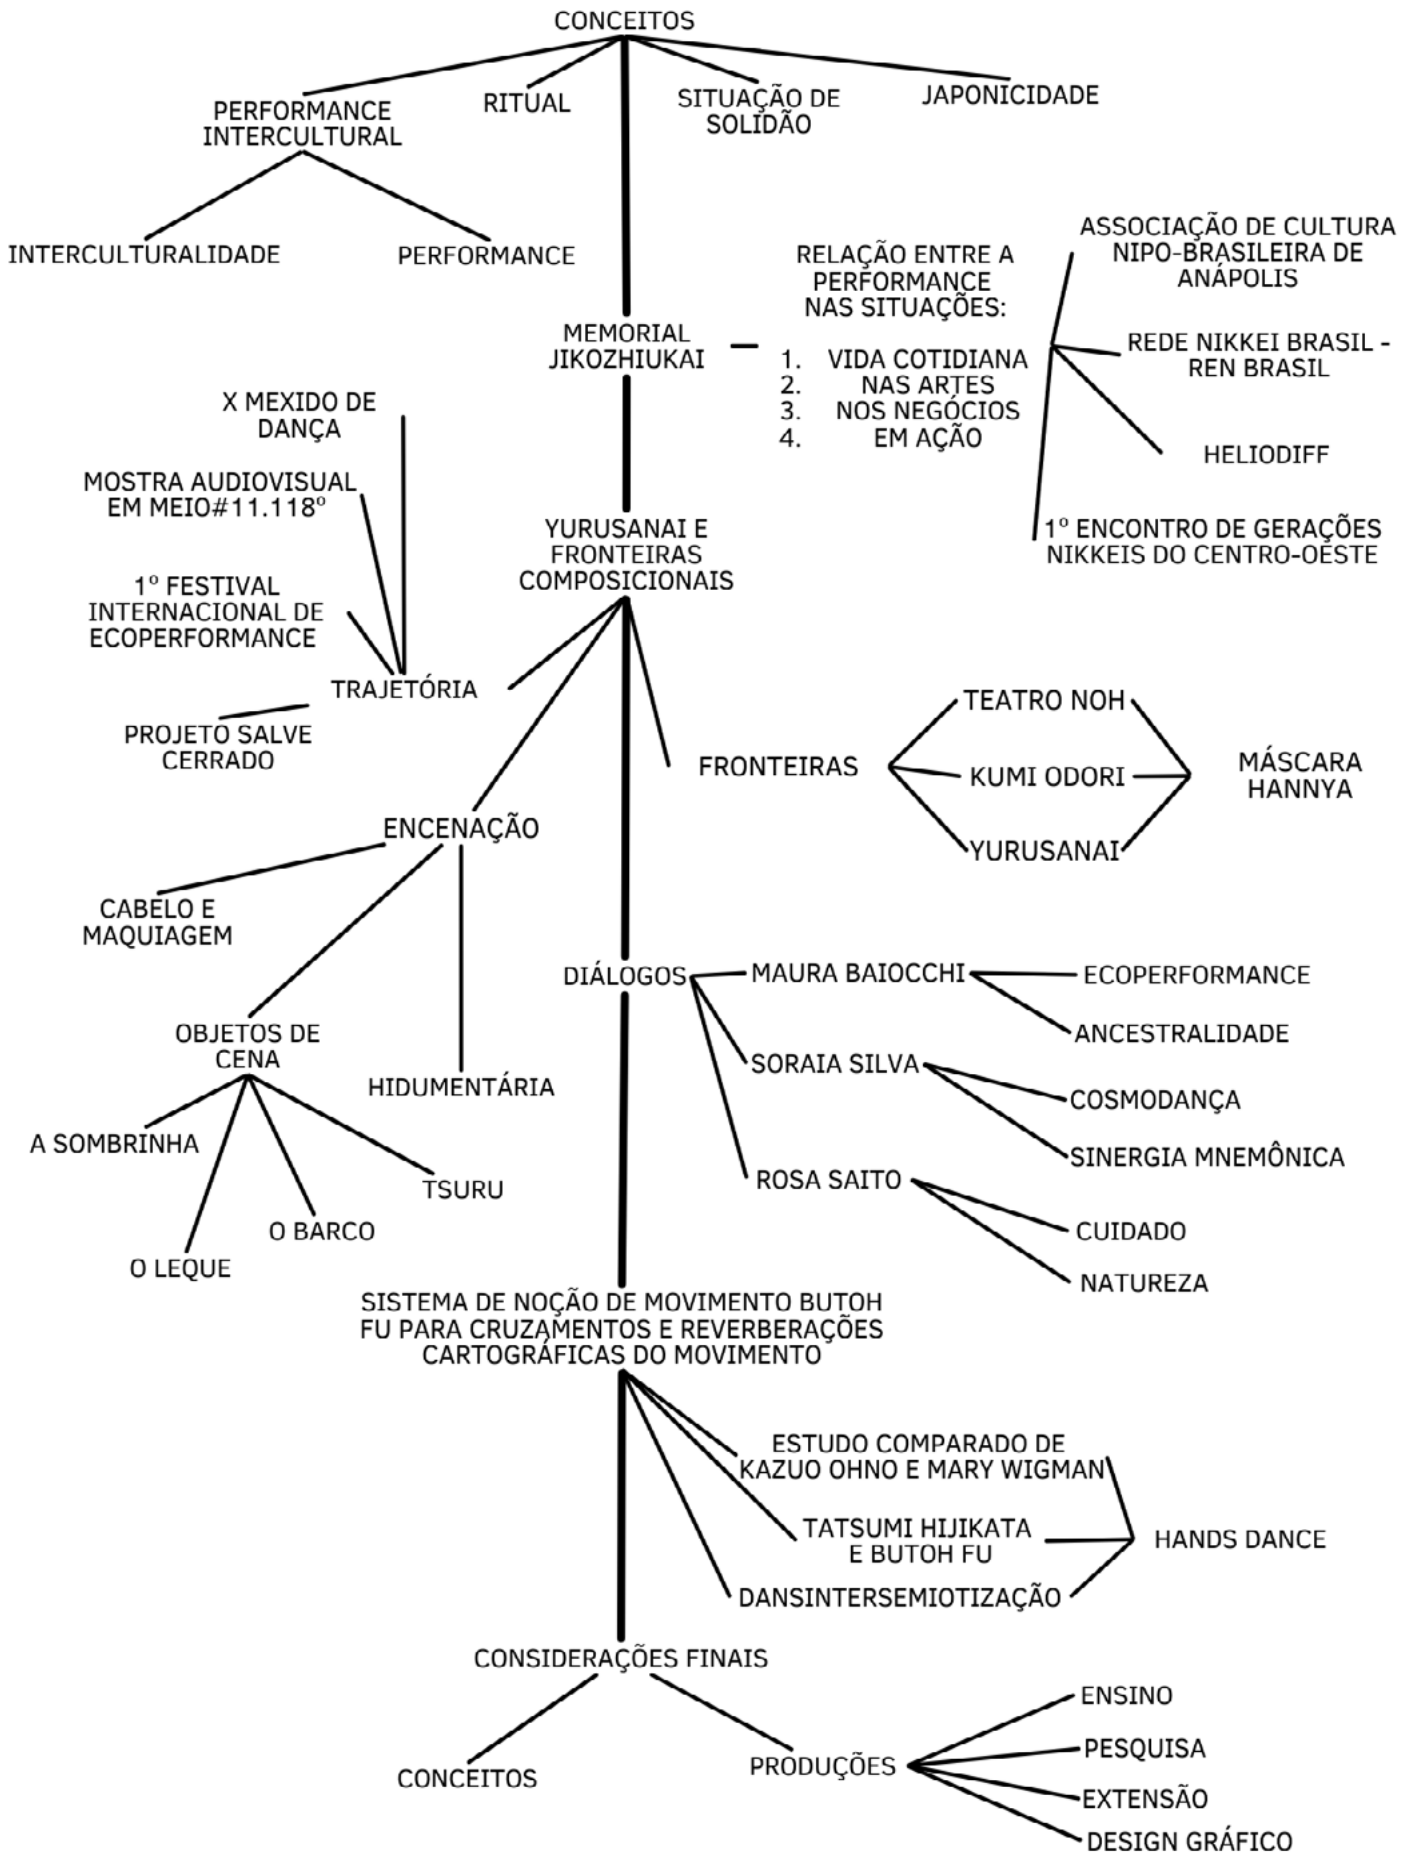 CONCEITOS
PERFORMANCE
INTERCULTURAL
RITUAL
SITUAÇÃO DE
SOLIDÃO
JAPONICIDADE
INTERCULTURALIDADE
PERFORMANCE
MEMORIAL
JIKOZHIUKAI
RELAÇÃO ENTRE A
PERFORMANCE
NAS SITUAÇÕES:
1. VIDA COTIDIANA
2. NAS ARTES
3. NOS NEGÓCIOS
4. EM AÇÃO
ASSOCIAÇÃO DE CULTURA
NIPO-BRASILEIRA DE
ANÁPOLIS
REDE NIKKEI BRASIL -
REN BRASIL
HELIODIFF
1º ENCONTRO DE GERAÇÕES
NIKKEIS DO CENTRO-OESTE
YURUSANAI E
FRONTEIRAS
COMPOSICIONAIS
X MEXIDO DE
DANÇA
MOSTRA AUDIOVISUAL
EM MEIO#11.118º
1º FESTIVAL
INTERNACIONAL DE
ECOPERFORMANCE
TRAJETÓRIA
PROJETO SALVE
CERRADO
FRONTEIRAS
TEATRO NOH
KUMI ODORI
YURUSANAI
MÁSCARA
HANNYA
ENCENAÇÃO
CABELO E
MAQUIAGEM
OBJETOS DE
CENA
HIDUMENTÁRIA
A SOMBRINHA
O LEQUE
O BARCO
TSURU
DIÁLOGOS
MAURA BAIOCCHI
ECOPERFORMANCE
ANCESTRALIDADE
SORAIA SILVA
COSMODANÇA
SINERGIA MNEMÔNICA
ROSA SAITO
CUIDADO
NATUREZA
SISTEMA DE NOÇÃO DE MOVIMENTO BUTOH
FU PARA CRUZAMENTOS E REVERBERAÇÕES
CARTOGRÁFICAS DO MOVIMENTO
ESTUDO COMPARADO DE
KAZUO OHNO E MARY WIGMAN
TATSUMI HIJIKATA
E BUTOH FU
DANSINTERSEMIOTIZAÇÃO
HANDS DANCE
CONSIDERAÇÕES FINAIS
CONCEITOS
PRODUÇÕES
ENSINO
PESQUISA
EXTENSÃO
DESIGN GRÁFICO